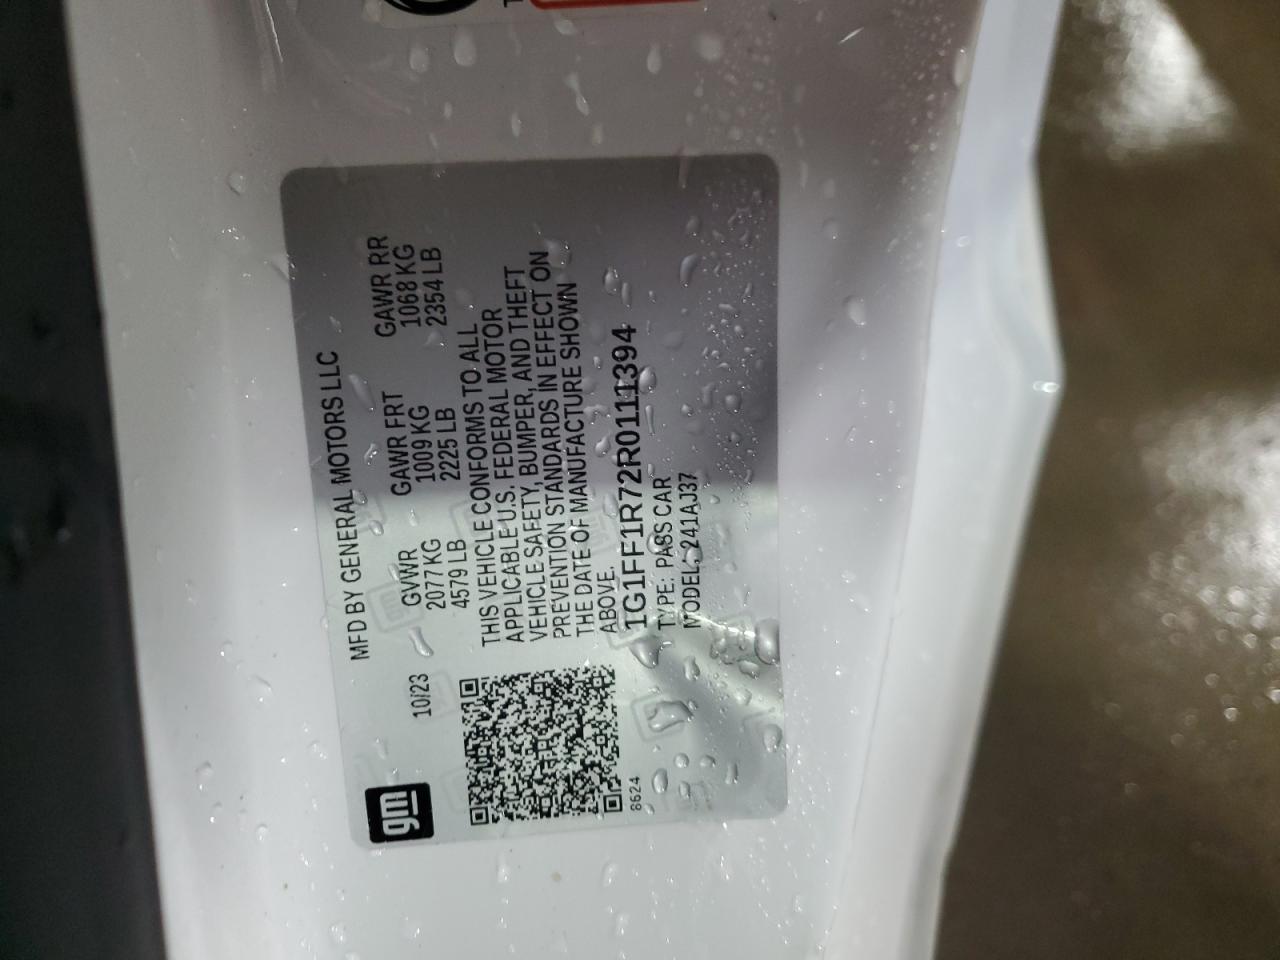 gm
MFD BY GENERAL MOTORS LLC
10/23
GVWR GAWR FRT GAWR RR
2077 KG 1009 KG 1068 KG
4579 LB 2225 LB 2354 LB
THIS VEHICLE CONFORMS TO ALL
APPLICABLE U.S. FEDERAL MOTOR
VEHICLE SAFETY, BUMPER, AND THEFT
PREVENTION STANDARDS IN EFFECT ON
THE DATE OF MANUFACTURE SHOWN
ABOVE.
1G1FF1R72R0111394
TYPE: PASS CAR
MODEL: 241AJ37
8624